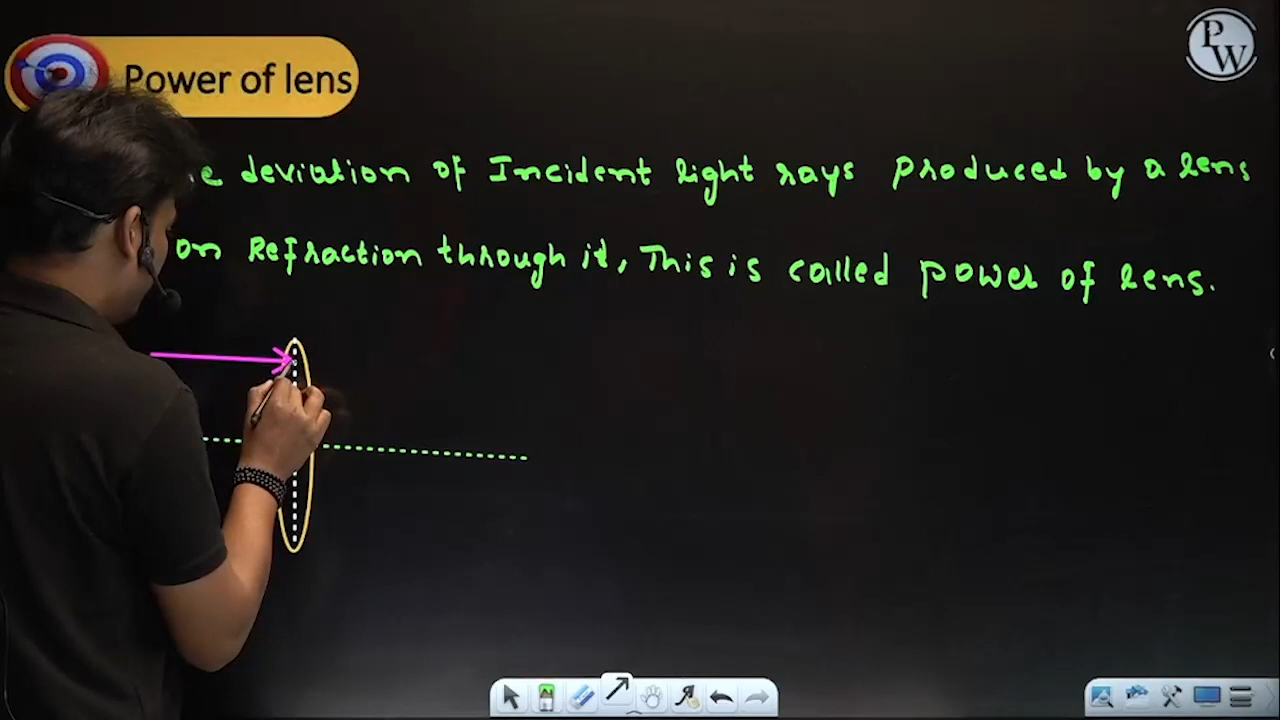 Power of lens
PW
deviation of Incident light rays produced by a lens
on Refraction through it, This is called power of lens.